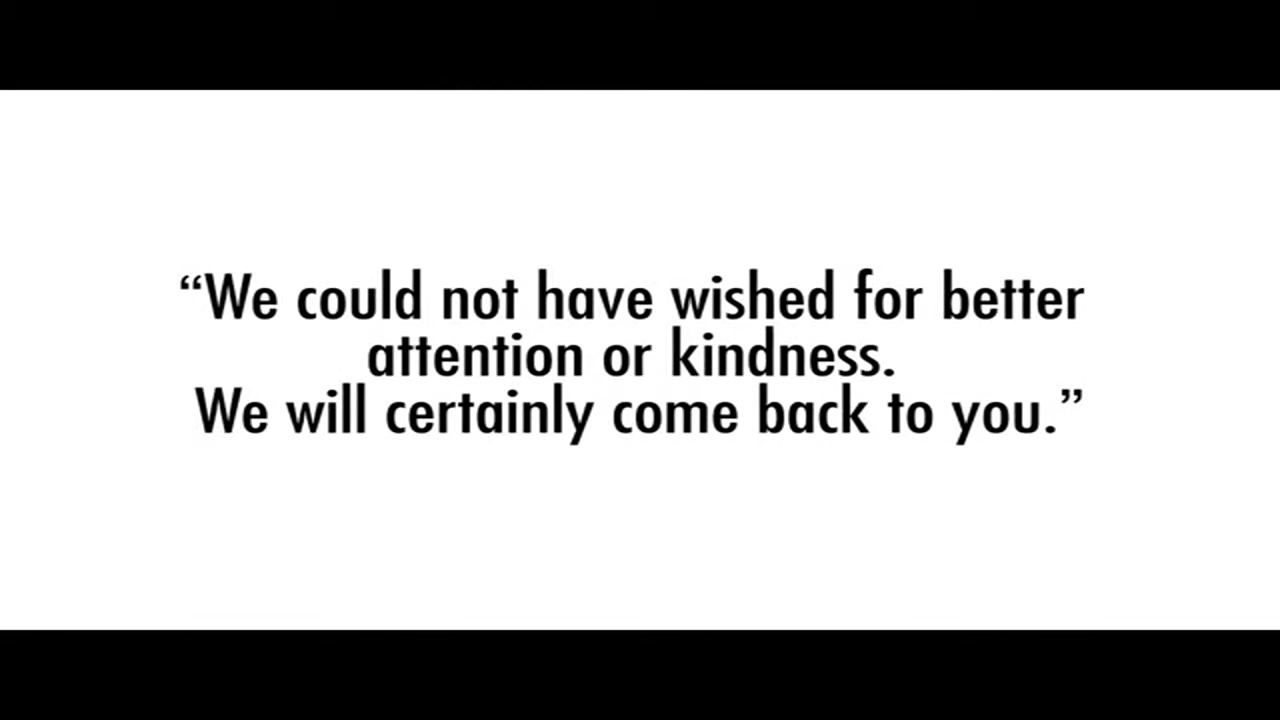 “We could not have wished for better
attention or kindness.
We will certainly come back to you.”